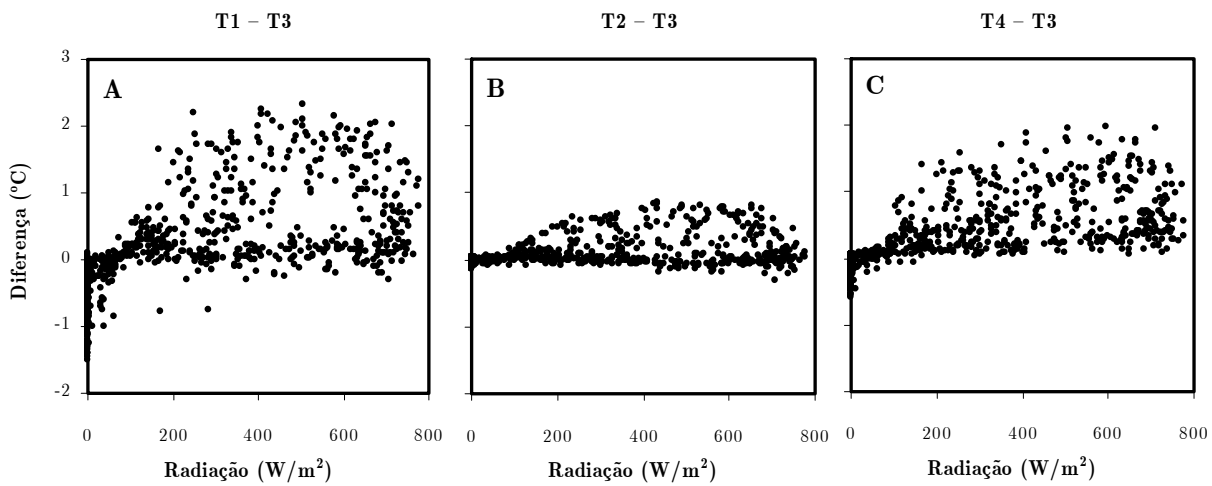 T1 – T3
T2 – T3
T4 – T3
A
B
C
Diferença (°C)
3
2
1
0
-1
-2
0 200 400 600 800
0 200 400 600 800
0 200 400 600 800
Radiação (W/m²)
Radiação (W/m²)
Radiação (W/m²)